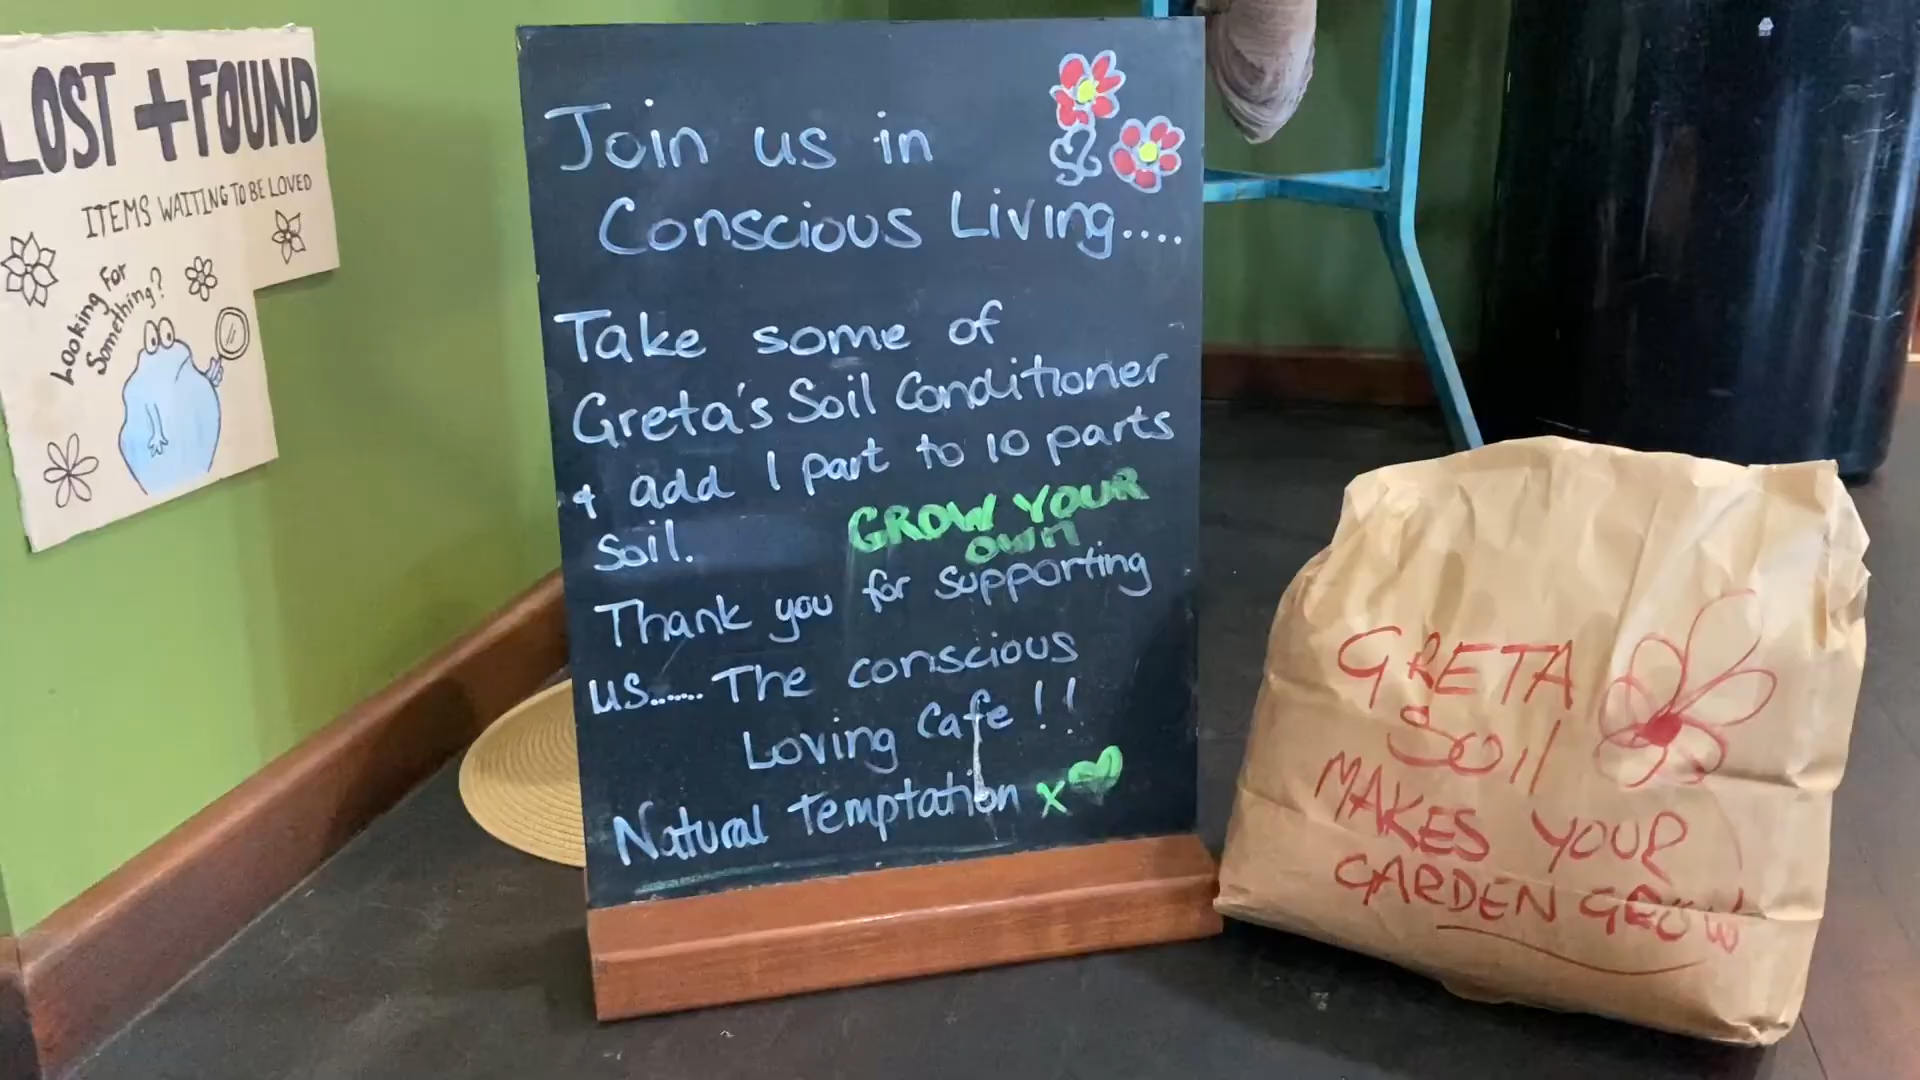 LOST + FOUND
ITEMS WAITING TO BE LOVED
Looking For
Something?
Join us in
Conscious Living....
Take some of
Greta's Soil Conditioner
& add 1 part to 10 parts
Soil.
GROW YOUR
OWN
Thank you for supporting
us...... The conscious
Loving Cafe !!
Natural Temptation x
GRETA
SOIL
MAKES YOUR
GARDEN GROW